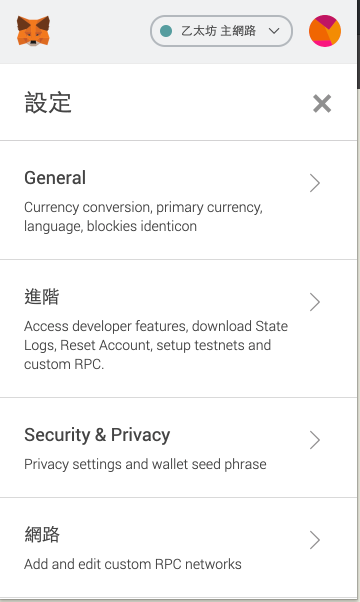 乙太坊 主網路
設定
General
Currency conversion, primary currency,
language, blockies identicon
進階
Access developer features, download State
Logs, Reset Account, setup testnets and
custom RPC.
Security & Privacy
Privacy settings and wallet seed phrase
網路
Add and edit custom RPC networks